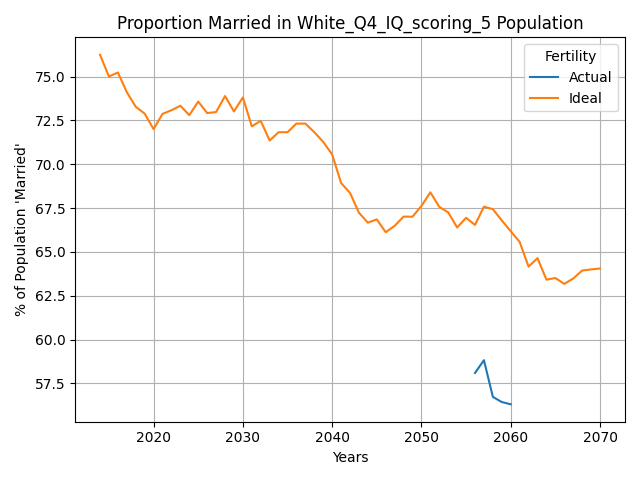 Proportion Married in White_Q4_IQ_scoring_5 Population
Fertility
Actual
Ideal
% of Population 'Married'
75.0
72.5
70.0
67.5
65.0
62.5
60.0
57.5
2020 2030 2040 2050 2060 2070
Years